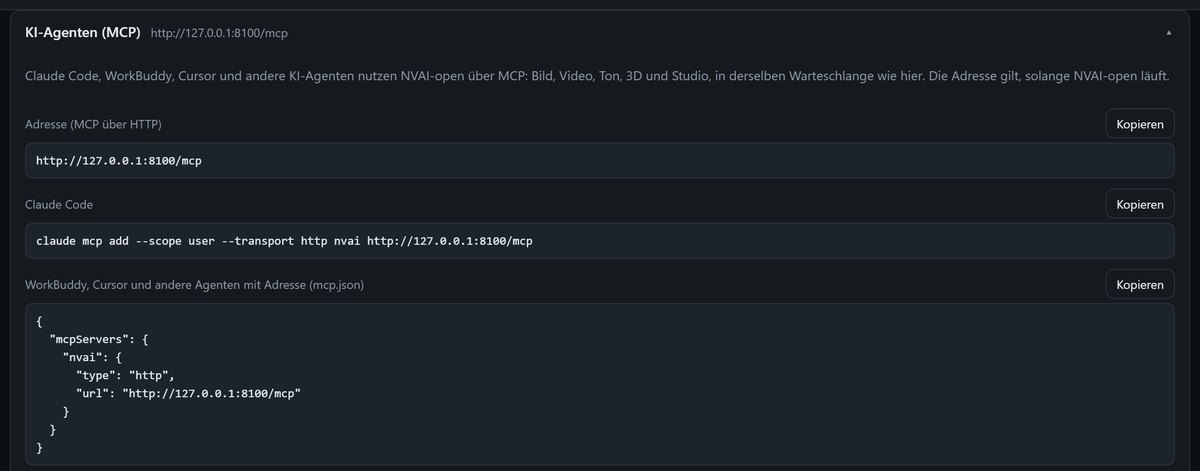 KI-Agenten (MCP) http://127.0.0.1:8100/mcp ▲
Claude Code, WorkBuddy, Cursor und andere KI-Agenten nutzen NVAI-open über MCP: Bild, Video, Ton, 3D und Studio, in derselben Warteschlange wie hier. Die Adresse gilt, solange NVAI-open läuft.
Adresse (MCP über HTTP) Kopieren
http://127.0.0.1:8100/mcp
Claude Code Kopieren
claude mcp add --scope user --transport http nvai http://127.0.0.1:8100/mcp
WorkBuddy, Cursor und andere Agenten mit Adresse (mcp.json) Kopieren
{
  "mcpServers": {
    "nvai": {
      "type": "http",
      "url": "http://127.0.0.1:8100/mcp"
    }
  }
}